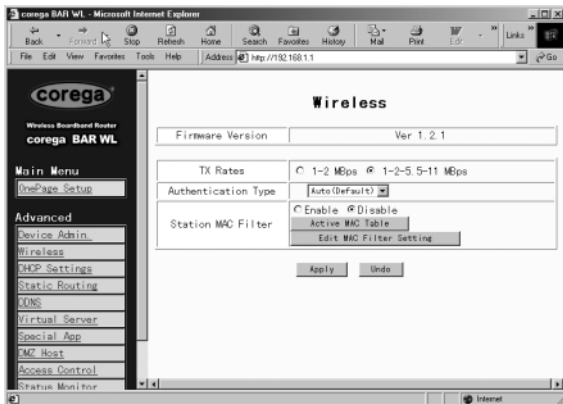 corega BAR WL - Microsoft Internet Explorer
Back Forward Stop Refresh Home Search Favorites History Mail Print Edit Links
File Edit View Favorites Tools Help Address http://192.168.1.1 Go
corega
Wireless Boardband Router
corega BAR WL
Main Menu
OnePage Setup
Advanced
Device Admin.
Wireless
DHCP Settings
Static Routing
DDNS
Virtual Server
Special App
DMZ Host
Access Control
Status Monitor
Wireless
Firmware Version Ver 1.2.1
TX Rates 1-2 MBps 1-2-5.5-11 MBps
Authentication Type Auto(Default)
Station MAC Filter Enable Disable
Active MAC Table
Edit MAC Filter Setting
Apply Undo
Internet